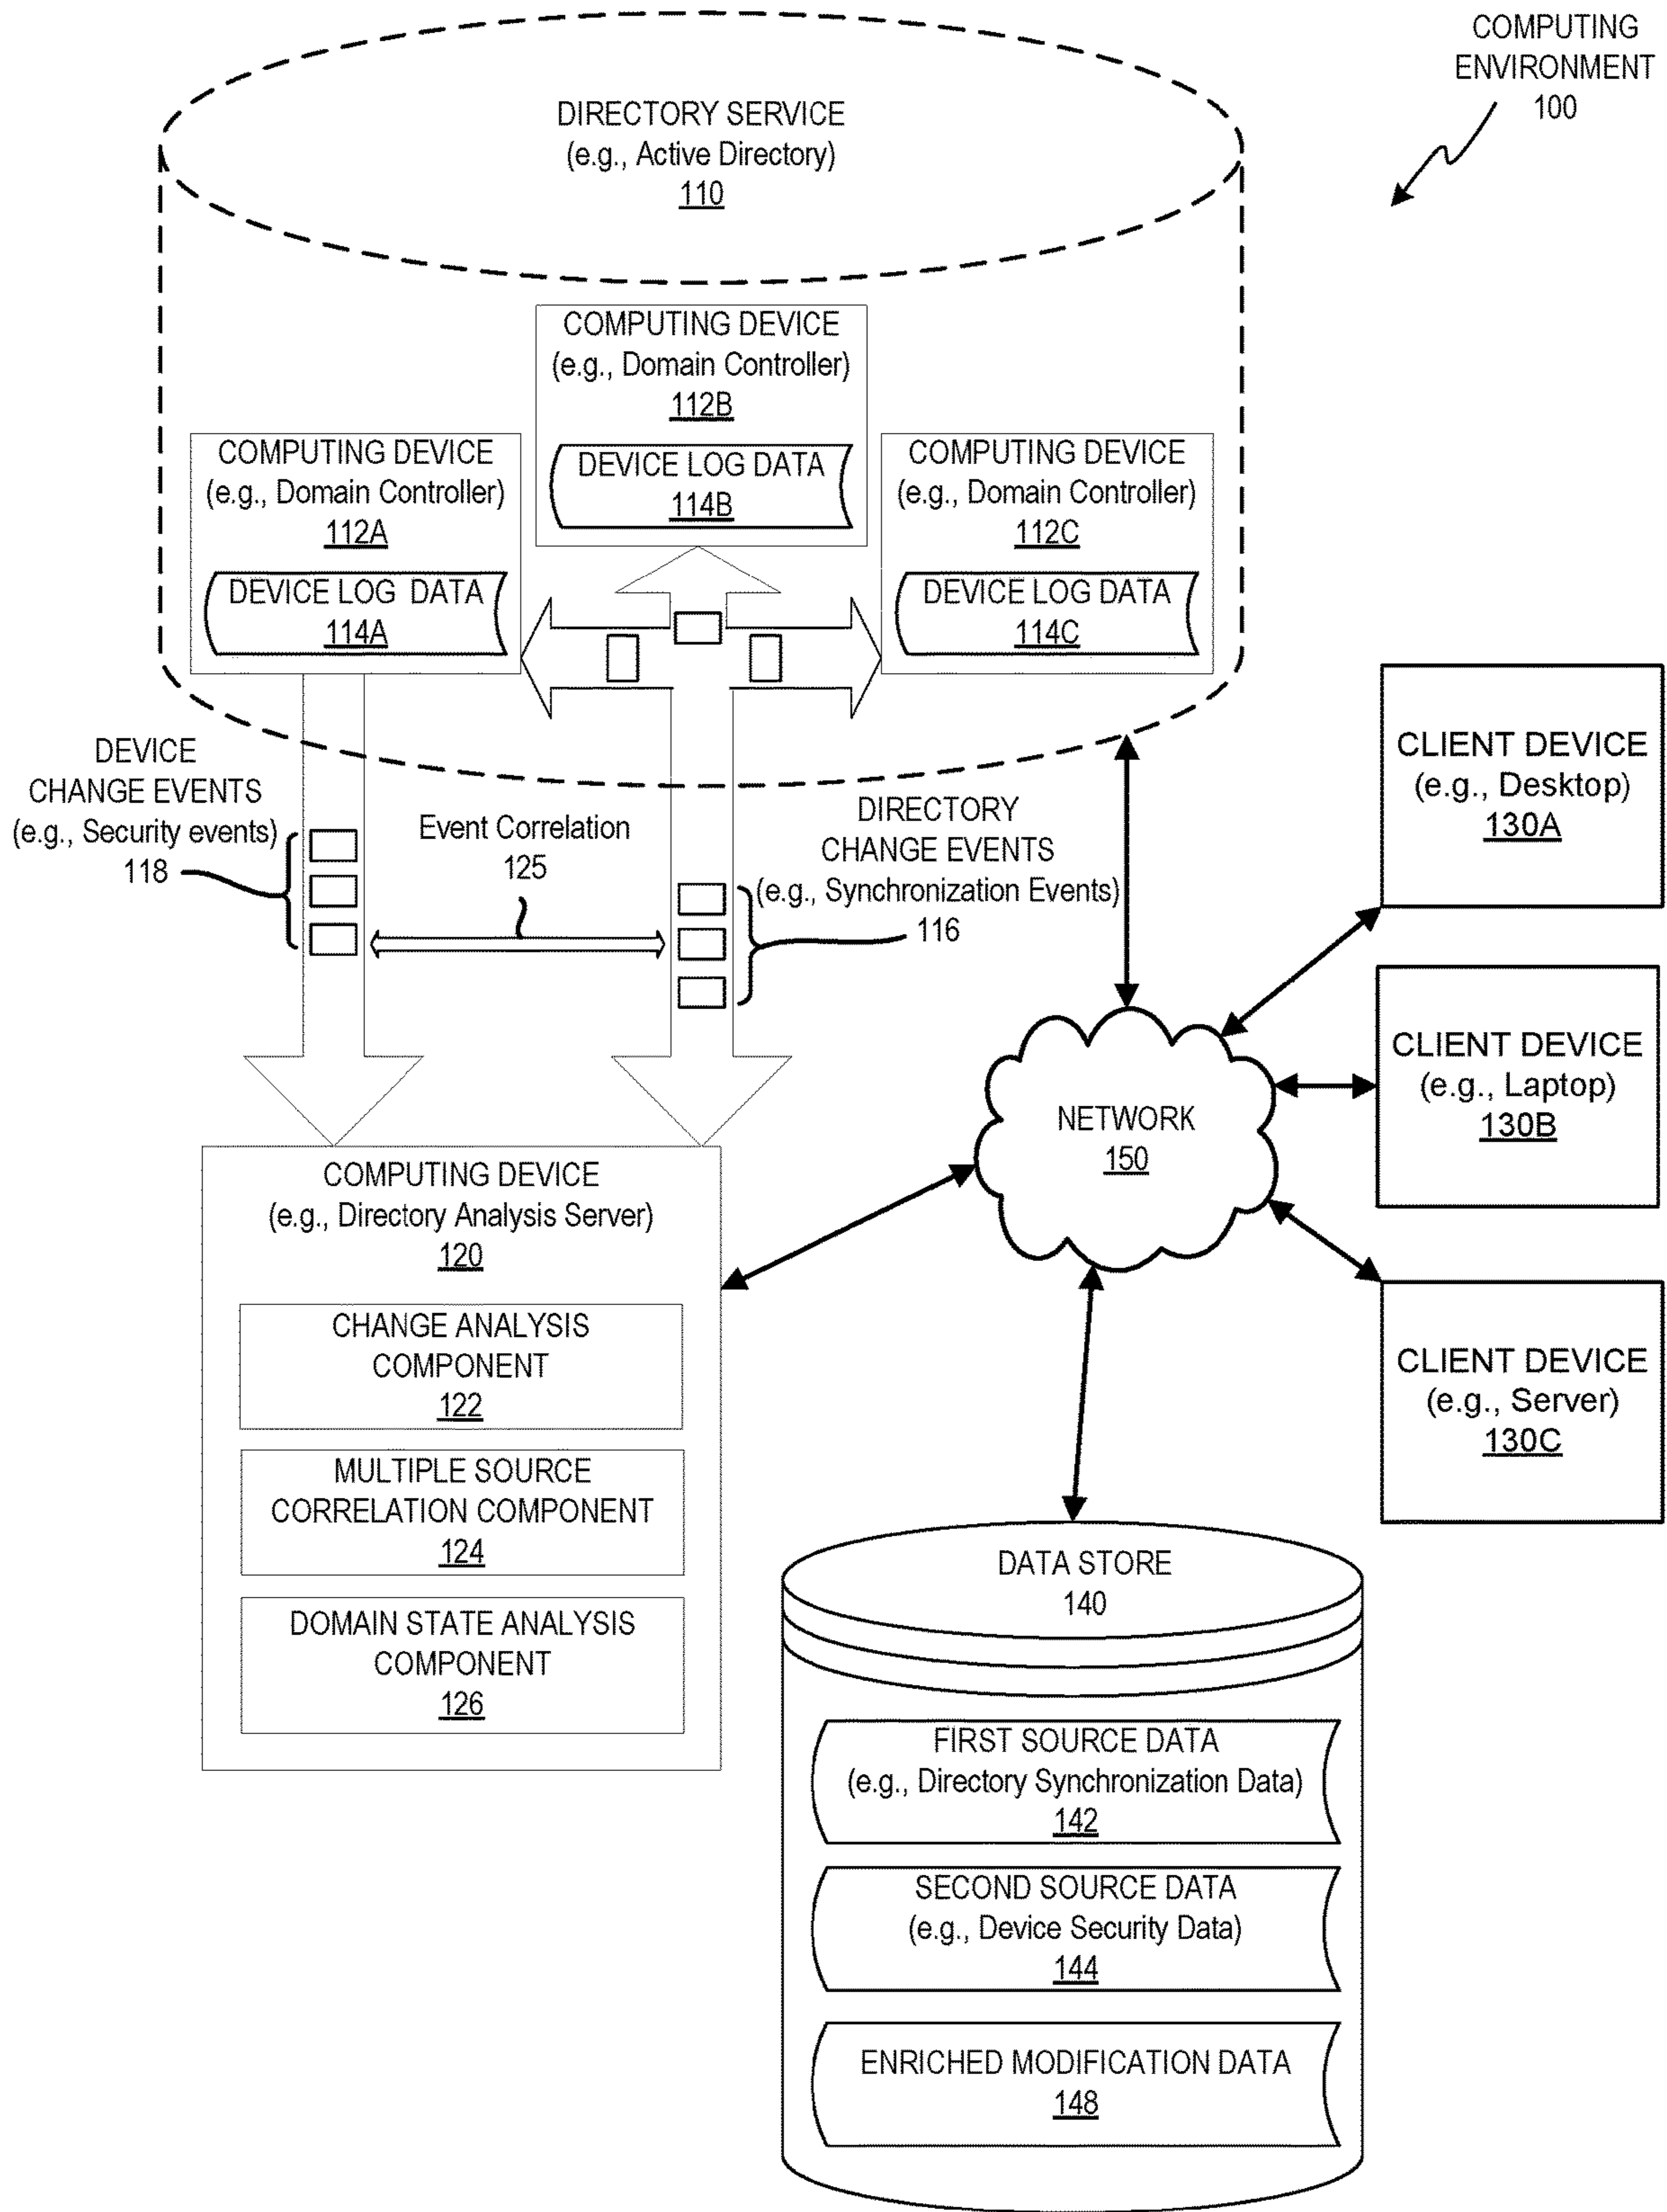 COMPUTING
ENVIRONMENT
100
DIRECTORY SERVICE
(e.g., Active Directory)
110
COMPUTING DEVICE
(e.g., Domain Controller)
112B
DEVICE LOG DATA
114B
COMPUTING DEVICE
(e.g., Domain Controller)
112A
DEVICE LOG DATA
114A
COMPUTING DEVICE
(e.g., Domain Controller)
112C
DEVICE LOG DATA
114C
DEVICE
CHANGE EVENTS
(e.g., Security events)
118
Event Correlation
125
DIRECTORY
CHANGE EVENTS
(e.g., Synchronization Events)
116
CLIENT DEVICE
(e.g., Desktop)
130A
CLIENT DEVICE
(e.g., Laptop)
130B
CLIENT DEVICE
(e.g., Server)
130C
NETWORK
150
COMPUTING DEVICE
(e.g., Directory Analysis Server)
120
CHANGE ANALYSIS
COMPONENT
122
MULTIPLE SOURCE
CORRELATION COMPONENT
124
DOMAIN STATE ANALYSIS
COMPONENT
126
DATA STORE
140
FIRST SOURCE DATA
(e.g., Directory Synchronization Data)
142
SECOND SOURCE DATA
(e.g., Device Security Data)
144
ENRICHED MODIFICATION DATA
148